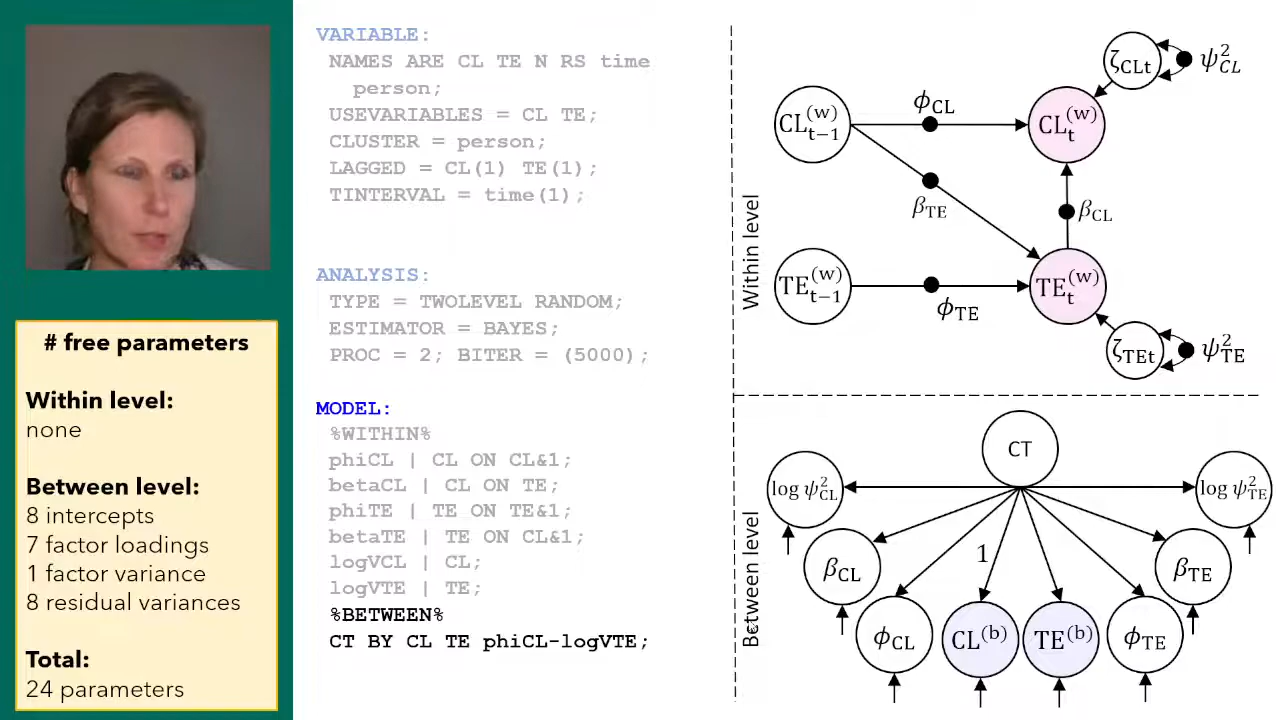 # free parameters
Within level:
none
Between level:
8 intercepts
7 factor loadings
1 factor variance
8 residual variances
Total:
24 parameters
VARIABLE:
NAMES ARE CL TE N RS time
person;
USEVARIABLES = CL TE;
CLUSTER = person;
LAGGED = CL(1) TE(1);
TINTERVAL = time(1);
ANALYSIS:
TYPE = TWOLEVEL RANDOM;
ESTIMATOR = BAYES;
PROC = 2; BITER = (5000);
MODEL:
%WITHIN%
phiCL | CL ON CL&1;
betaCL | CL ON TE;
phiTE | TE ON TE&1;
betaTE | TE ON CL&1;
logVCL | CL;
logVTE | TE;
%BETWEEN%
CT BY CL TE phiCL-logVTE;
Within level
ζCLt
ψ²CL
CL(w)t−1
ϕCL
CL(w)t
βTE
βCL
TE(w)t−1
ϕTE
TE(w)t
ζTEt
ψ²TE
Between level
CT
log ψ²CL
log ψ²TE
βCL
1
βTE
ϕCL
CL(b)
TE(b)
ϕTE